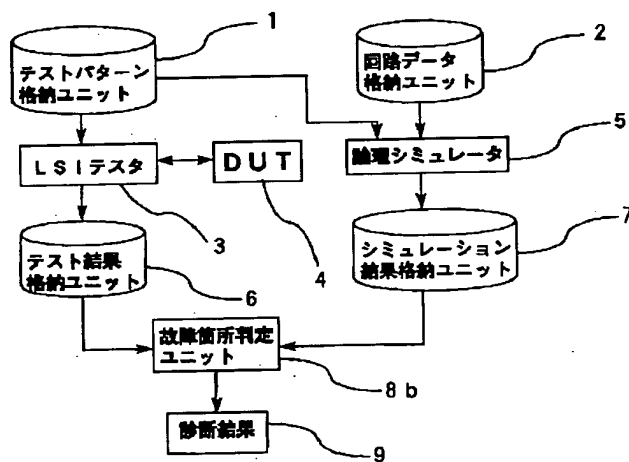 1
テストパターン
格納ユニット
2
回路データ
格納ユニット
5
論理シミュレータ
LSIテスタ
DUT
3
4
テスト結果
格納ユニット
6
シミュレーション
結果格納ユニット
7
故障箇所判定
ユニット
8b
診断結果
9